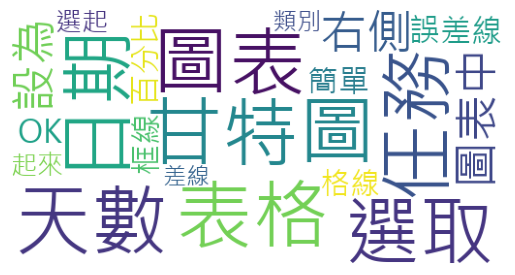 選起
類別
右側
誤差線
設為
日期
百分比
圖表
簡單
任務
圖表中
OK
框線
甘特圖
起來
差線
格線
天數
表格
選取